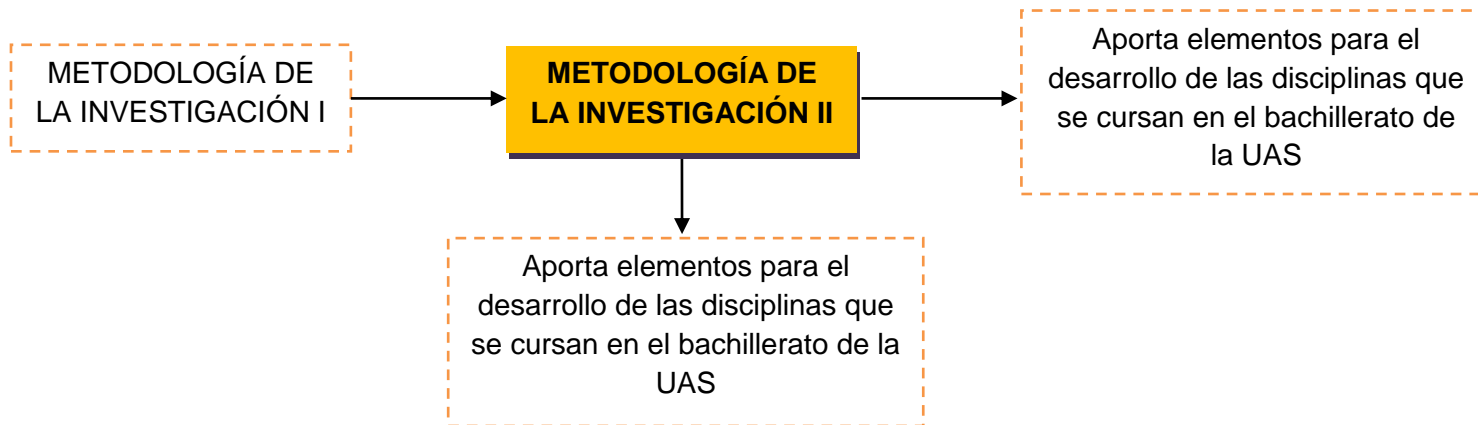 METODOLOGÍA DE
LA INVESTIGACIÓN I
METODOLOGÍA DE
LA INVESTIGACIÓN II
Aporta elementos para el
desarrollo de las disciplinas que
se cursan en el bachillerato de
la UAS
Aporta elementos para el
desarrollo de las disciplinas que
se cursan en el bachillerato de la
UAS